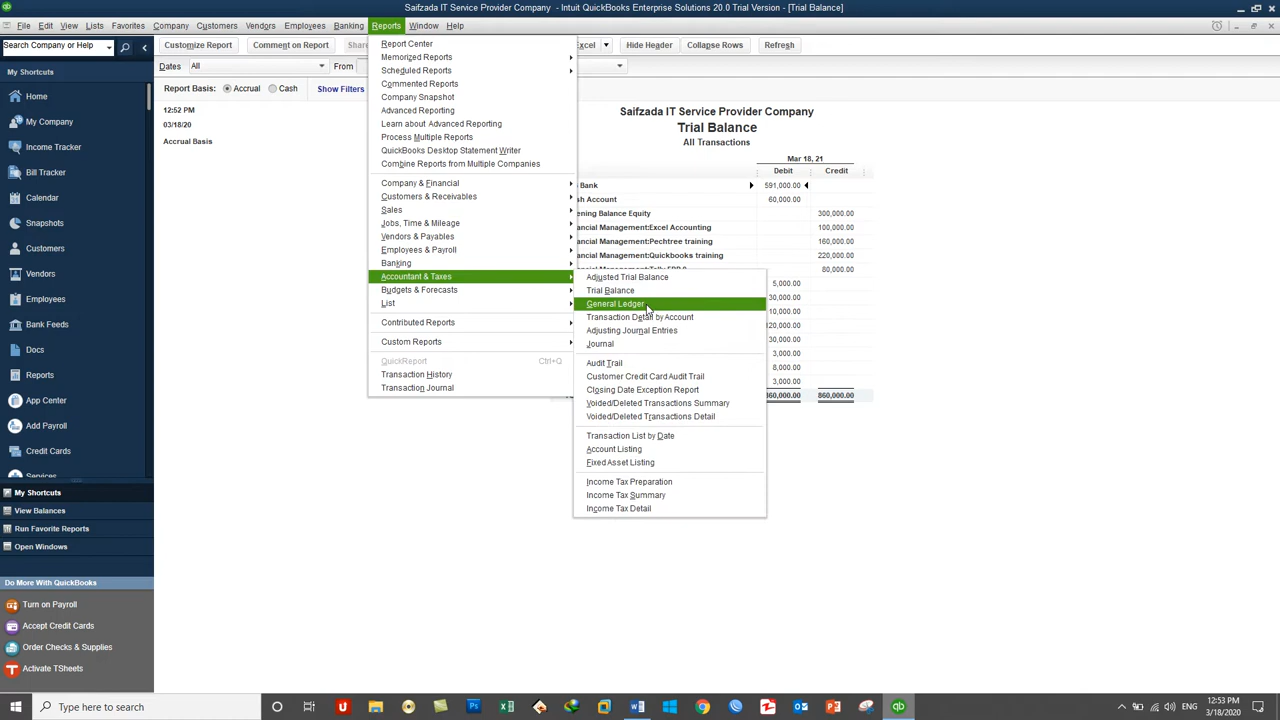 Saifzada IT Service Provider Company - Intuit QuickBooks Enterprise Solutions 20.0 Trial Version - [Trial Balance]
File Edit View Lists Favorites Company Customers Vendors Employees Banking Reports Window Help
Search Company or Help
Customize Report Comment on Report Excel Hide Header Collapse Rows Refresh
My Shortcuts
Dates All From
Report Basis: Accrual Cash Show Filters
12:52 PM
03/18/20
Accrual Basis
Home
My Company
Income Tracker
Bill Tracker
Calendar
Snapshots
Customers
Vendors
Employees
Bank Feeds
Docs
Reports
App Center
Add Payroll
Credit Cards
Services
My Shortcuts
View Balances
Run Favorite Reports
Open Windows
Do More With QuickBooks
Turn on Payroll
Accept Credit Cards
Order Checks & Supplies
Activate TSheets
Report Center
Memorized Reports
Scheduled Reports
Commented Reports
Company Snapshot
Advanced Reporting
Learn about Advanced Reporting
Process Multiple Reports
QuickBooks Desktop Statement Writer
Combine Reports from Multiple Companies
Company & Financial
Customers & Receivables
Sales
Jobs, Time & Mileage
Vendors & Payables
Employees & Payroll
Banking
Accountant & Taxes
Budgets & Forecasts
List
Contributed Reports
Custom Reports
QuickReport Ctrl+Q
Transaction History
Transaction Journal
Adjusted Trial Balance
Trial Balance
General Ledger
Transaction Detail by Account
Adjusting Journal Entries
Journal
Audit Trail
Customer Credit Card Audit Trail
Closing Date Exception Report
Voided/Deleted Transactions Summary
Voided/Deleted Transactions Detail
Transaction List by Date
Account Listing
Fixed Asset Listing
Income Tax Preparation
Income Tax Summary
Income Tax Detail
Saifzada IT Service Provider Company
Trial Balance
All Transactions
Mar 18, 21
Debit Credit
Bank 591,000.00
sh Account 60,000.00
ening Balance Equity 300,000.00
ancial Management:Excel Accounting 100,000.00
ancial Management:Pechtree training 160,000.00
ancial Management:Quickbooks training 220,000.00
80,000.00
5,000.00
30,000.00
3,000.00
120,000.00
30,000.00
3,000.00
8,000.00
3,000.00
860,000.00 860,000.00
Type here to search
ENG
12:53 PM
3/18/2020